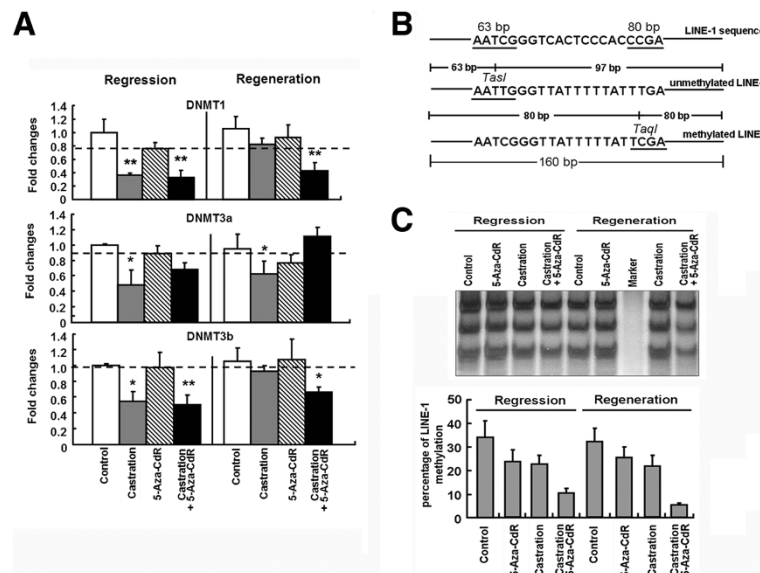 A
Regression Regeneration
DNMT1
Fold changes
1.4
1.2
1.0
0.8
0.6
0.4
0.2
0
** ** **
DNMT3a
Fold changes
1.4
1.2
1.0
0.8
0.6
0.4
0.2
0
* *
DNMT3b
Fold changes
1.4
1.2
1.0
0.8
0.6
0.4
0.2
0
* ** *
Control
Castration
5-Aza-CdR
Castration
+ 5-Aza-CdR
Control
Castration
5-Aza-CdR
Castration
+ 5-Aza-CdR
B
63 bp 80 bp
AATCGGGTCACTCCCACCCGA LINE-1 sequence
63 bp 97 bp
TasI
AATTGGGTTATTTTTATTTGA unmethylated LINE-
80 bp 80 bp
TaqI
AATCGGGTTATTTTTATTCGA methylated LINE
160 bp
C
Regression Regeneration
Control
5-Aza-CdR
Castration
Castration
+ 5-Aza-CdR
Control
5-Aza-CdR
Marker
Castration
Castration
+ 5-Aza-CdR
percentage of LINE-1
methylation
50
40
30
20
10
0
Regression Regeneration
Control
5-Aza-CdR
Castration
Castration
5-Aza-CdR
Control
5-Aza-CdR
Castration
Castration
5-Aza-CdR